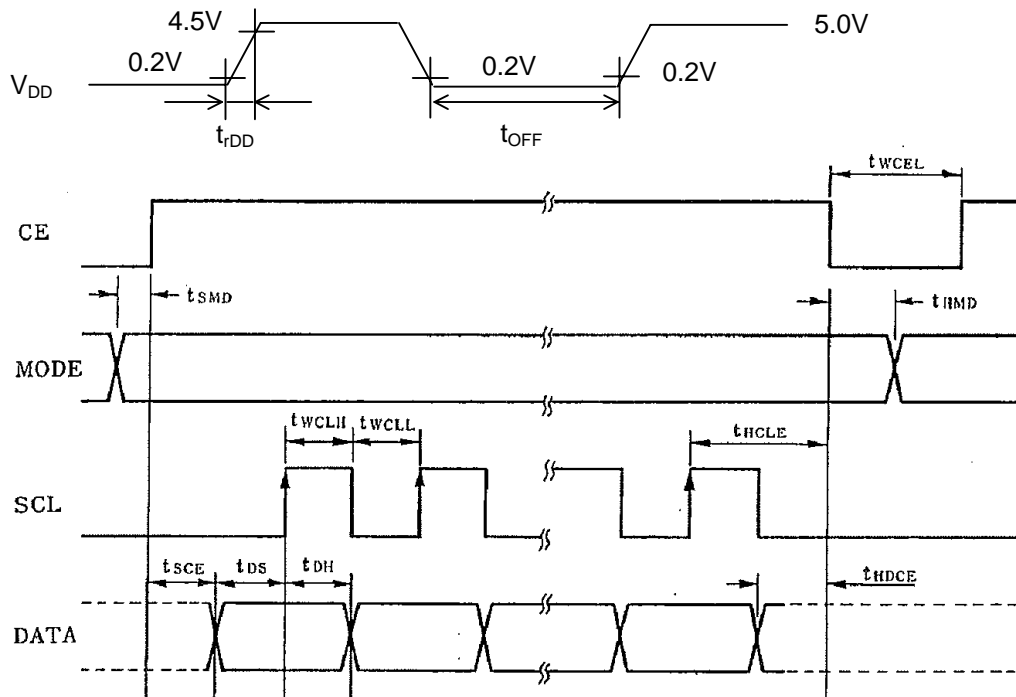 4.5V
5.0V
0.2V
0.2V
0.2V
VDD
trDD
tOFF
tWCEL
CE
tSMD
tHMD
MODE
tWCLH
tWCLL
tHCLE
SCL
tSCE
tDS
tDH
tHDCE
DATA